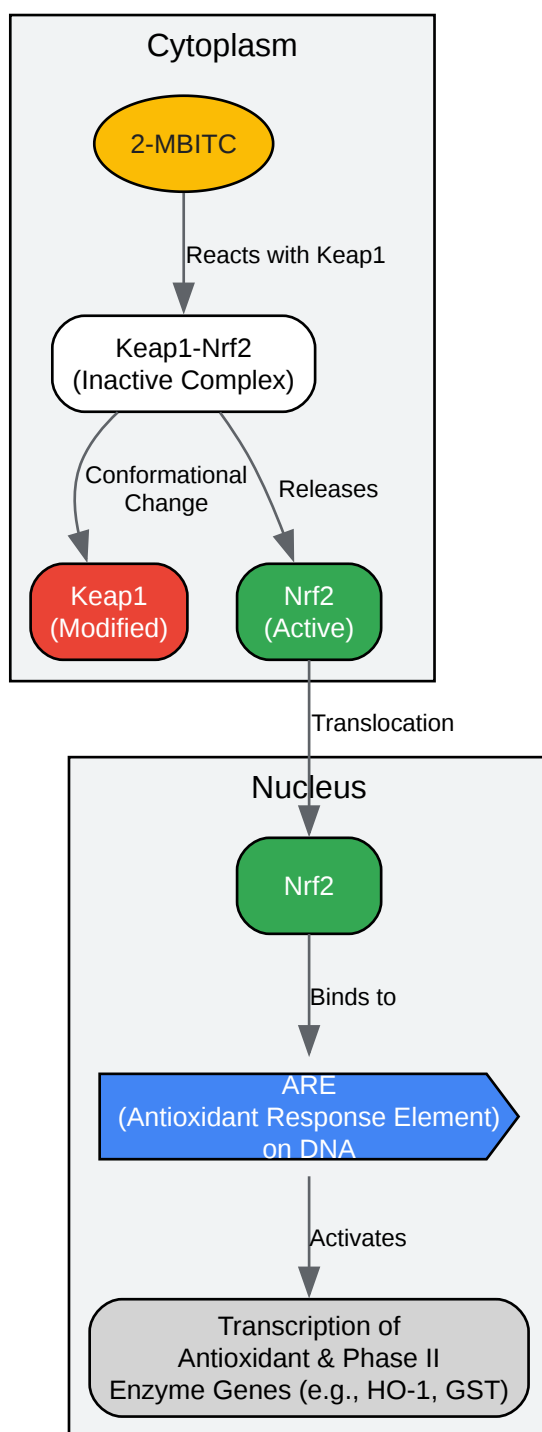 Cytoplasm
2-MBITC
Reacts with Keap1
Keap1-Nrf2
(Inactive Complex)
Conformational
Change
Releases
Keap1
(Modified)
Nrf2
(Active)
Translocation
Nucleus
Nrf2
Binds to
ARE
(Antioxidant Response Element)
on DNA
Activates
Transcription of
Antioxidant & Phase II
Enzyme Genes (e.g., HO-1, GST)